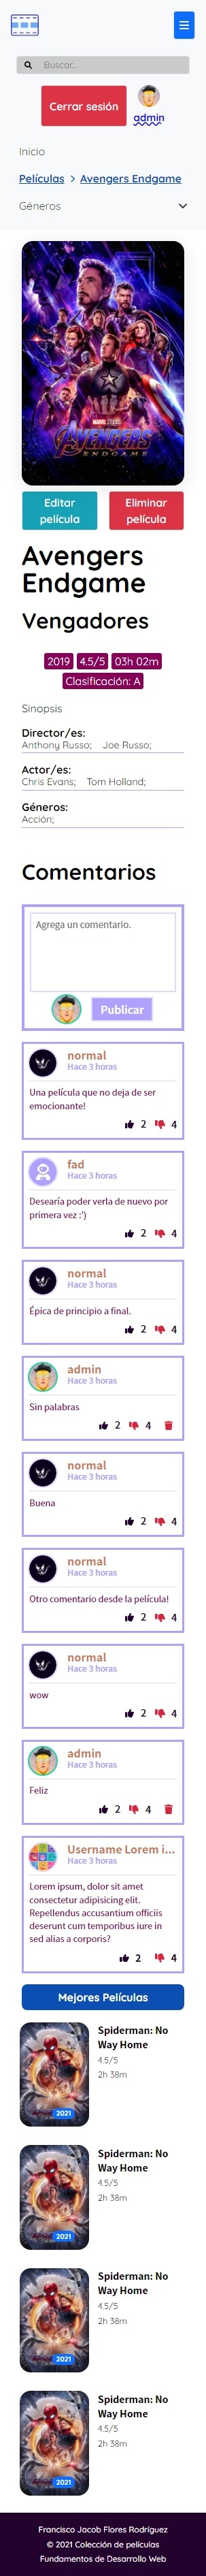 Buscar...
Cerrar sesión
admin
Inicio
Películas > Avengers Endgame
Géneros
MARVEL STUDIOS
AVENGERS
ENDGAME
Editar
película
Eliminar
película
Avengers
Endgame
Vengadores
2019 4.5/5 03h 02m
Clasificación: A
Sinopsis
Director/es:
Anthony Russo; Joe Russo;
Actor/es:
Chris Evans; Tom Holland;
Géneros:
Acción;
Comentarios
Agrega un comentario.
Publicar
normal
Hace 3 horas
Una película que no deja de ser
emocionante!
2 4
fad
Hace 3 horas
Desearía poder verla de nuevo por
primera vez :')
2 4
normal
Hace 3 horas
Épica de principio a final.
2 4
admin
Hace 3 horas
Sin palabras
2 4
normal
Hace 3 horas
Buena
2 4
normal
Hace 3 horas
Otro comentario desde la película!
2 4
normal
Hace 3 horas
wow
2 4
admin
Hace 3 horas
Feliz
2 4
Username Lorem i...
Hace 3 horas
Lorem ipsum, dolor sit amet
consectetur adipisicing elit.
Repellendus accusantium officiis
deserunt cum temporibus iure in
sed alias a corporis?
2 4
Mejores Películas
Spiderman: No
Way Home
4.5/5
2h 38m
2021
Spiderman: No
Way Home
4.5/5
2h 38m
2021
Spiderman: No
Way Home
4.5/5
2h 38m
2021
Spiderman: No
Way Home
4.5/5
2h 38m
2021
Francisco Jacob Flores Rodríguez
© 2021 Colección de películas
Fundamentos de Desarrollo Web